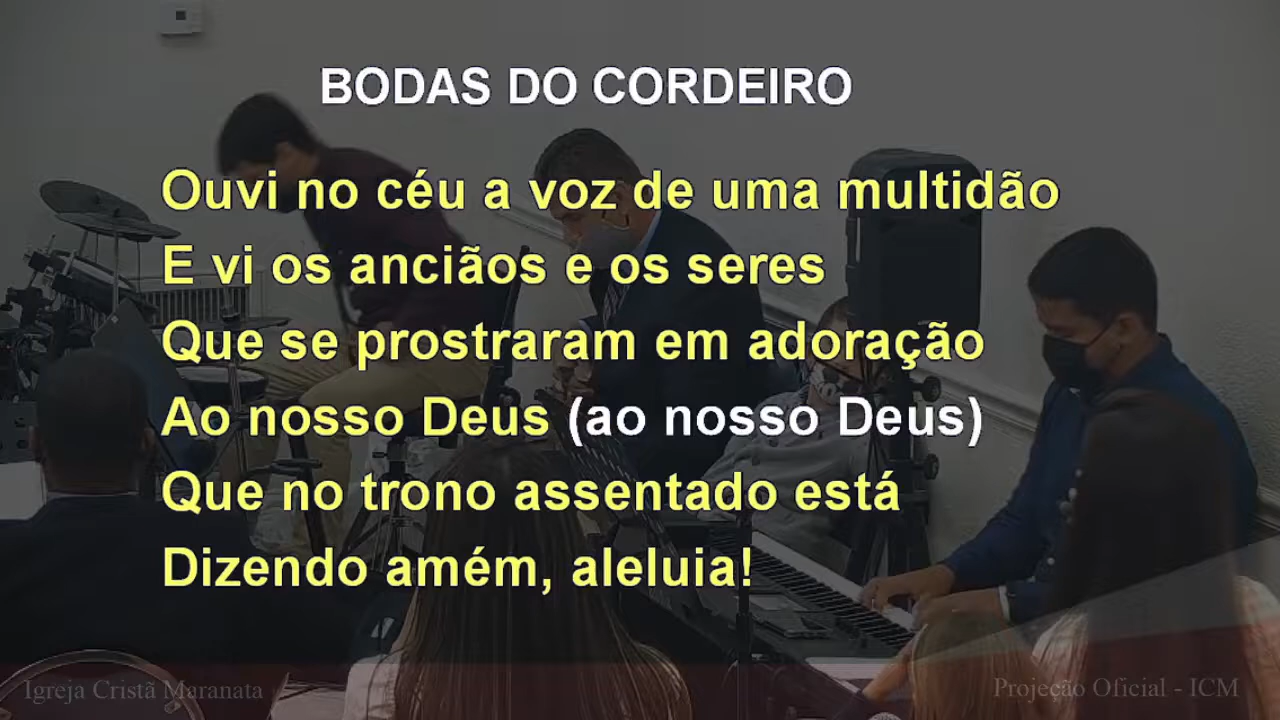 BODAS DO CORDEIRO
Ouvi no céu a voz de uma multidão
E vi os anciãos e os seres
Que se prostraram em adoração
Ao nosso Deus (ao nosso Deus)
Que no trono assentado está
Dizendo amém, aleluia!
Igreja Cristã Maranata
Projeção Oficial - ICM